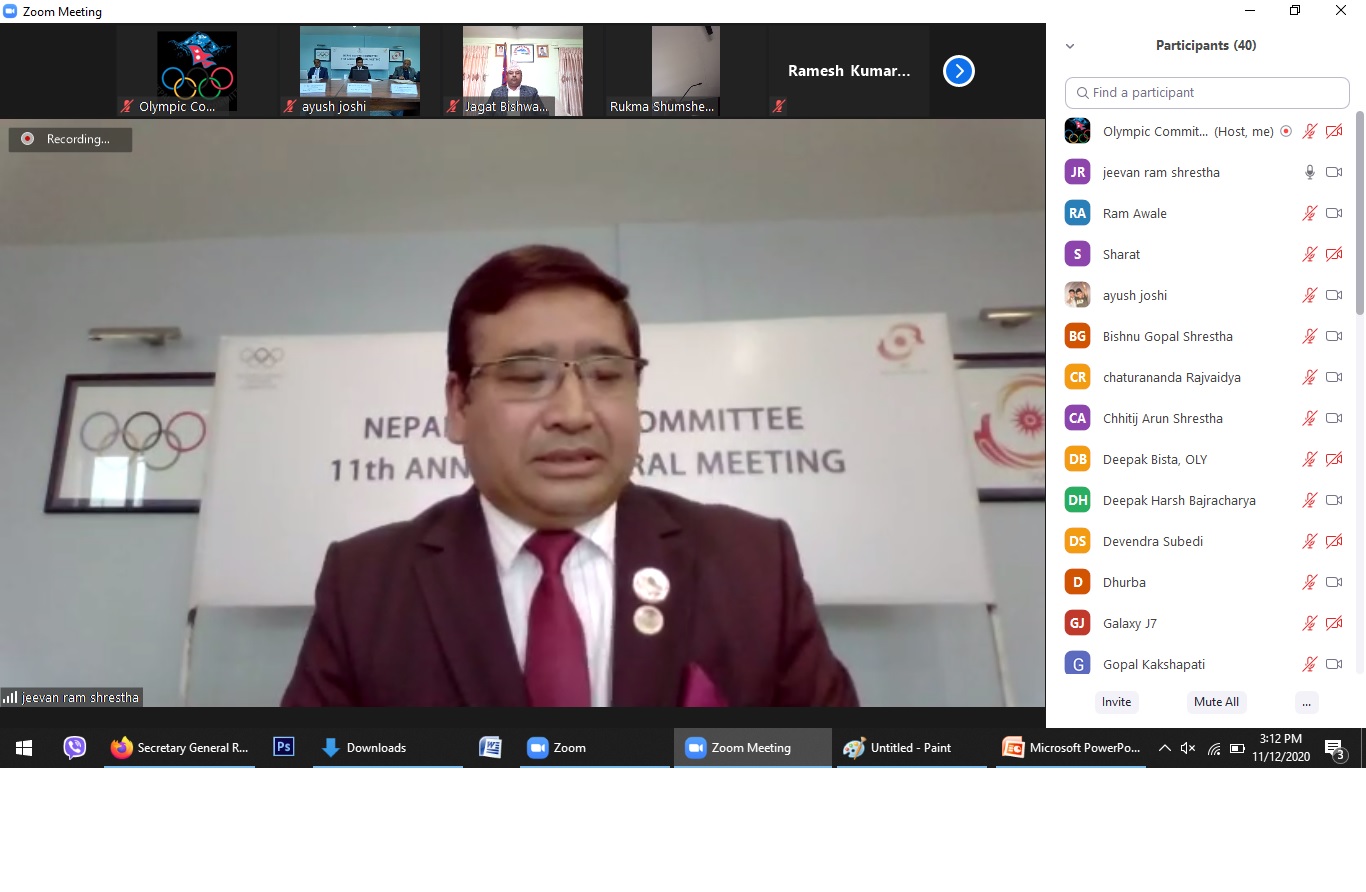 Zoom Meeting
Olympic Co...
ayush joshi
Jagat Bishwa...
Rukma Shumshe...
Ramesh Kumar...
Recording...
NEPA OMMITTEE
11th ANN RAL MEETING
jeevan ram shrestha
Participants (40)
Find a participant
Olympic Commit... (Host, me)
JR jeevan ram shrestha
RA Ram Awale
S Sharat
ayush joshi
BG Bishnu Gopal Shrestha
CR chaturananda Rajvaidya
CA Chhitij Arun Shrestha
DB Deepak Bista, OLY
DH Deepak Harsh Bajracharya
DS Devendra Subedi
D Dhurba
GJ Galaxy J7
G Gopal Kakshapati
Invite Mute All ...
Secretary General R...
Ps
Downloads
Zoom
Zoom Meeting
Untitled - Paint
Microsoft PowerPo...
3:12 PM
11/12/2020
3